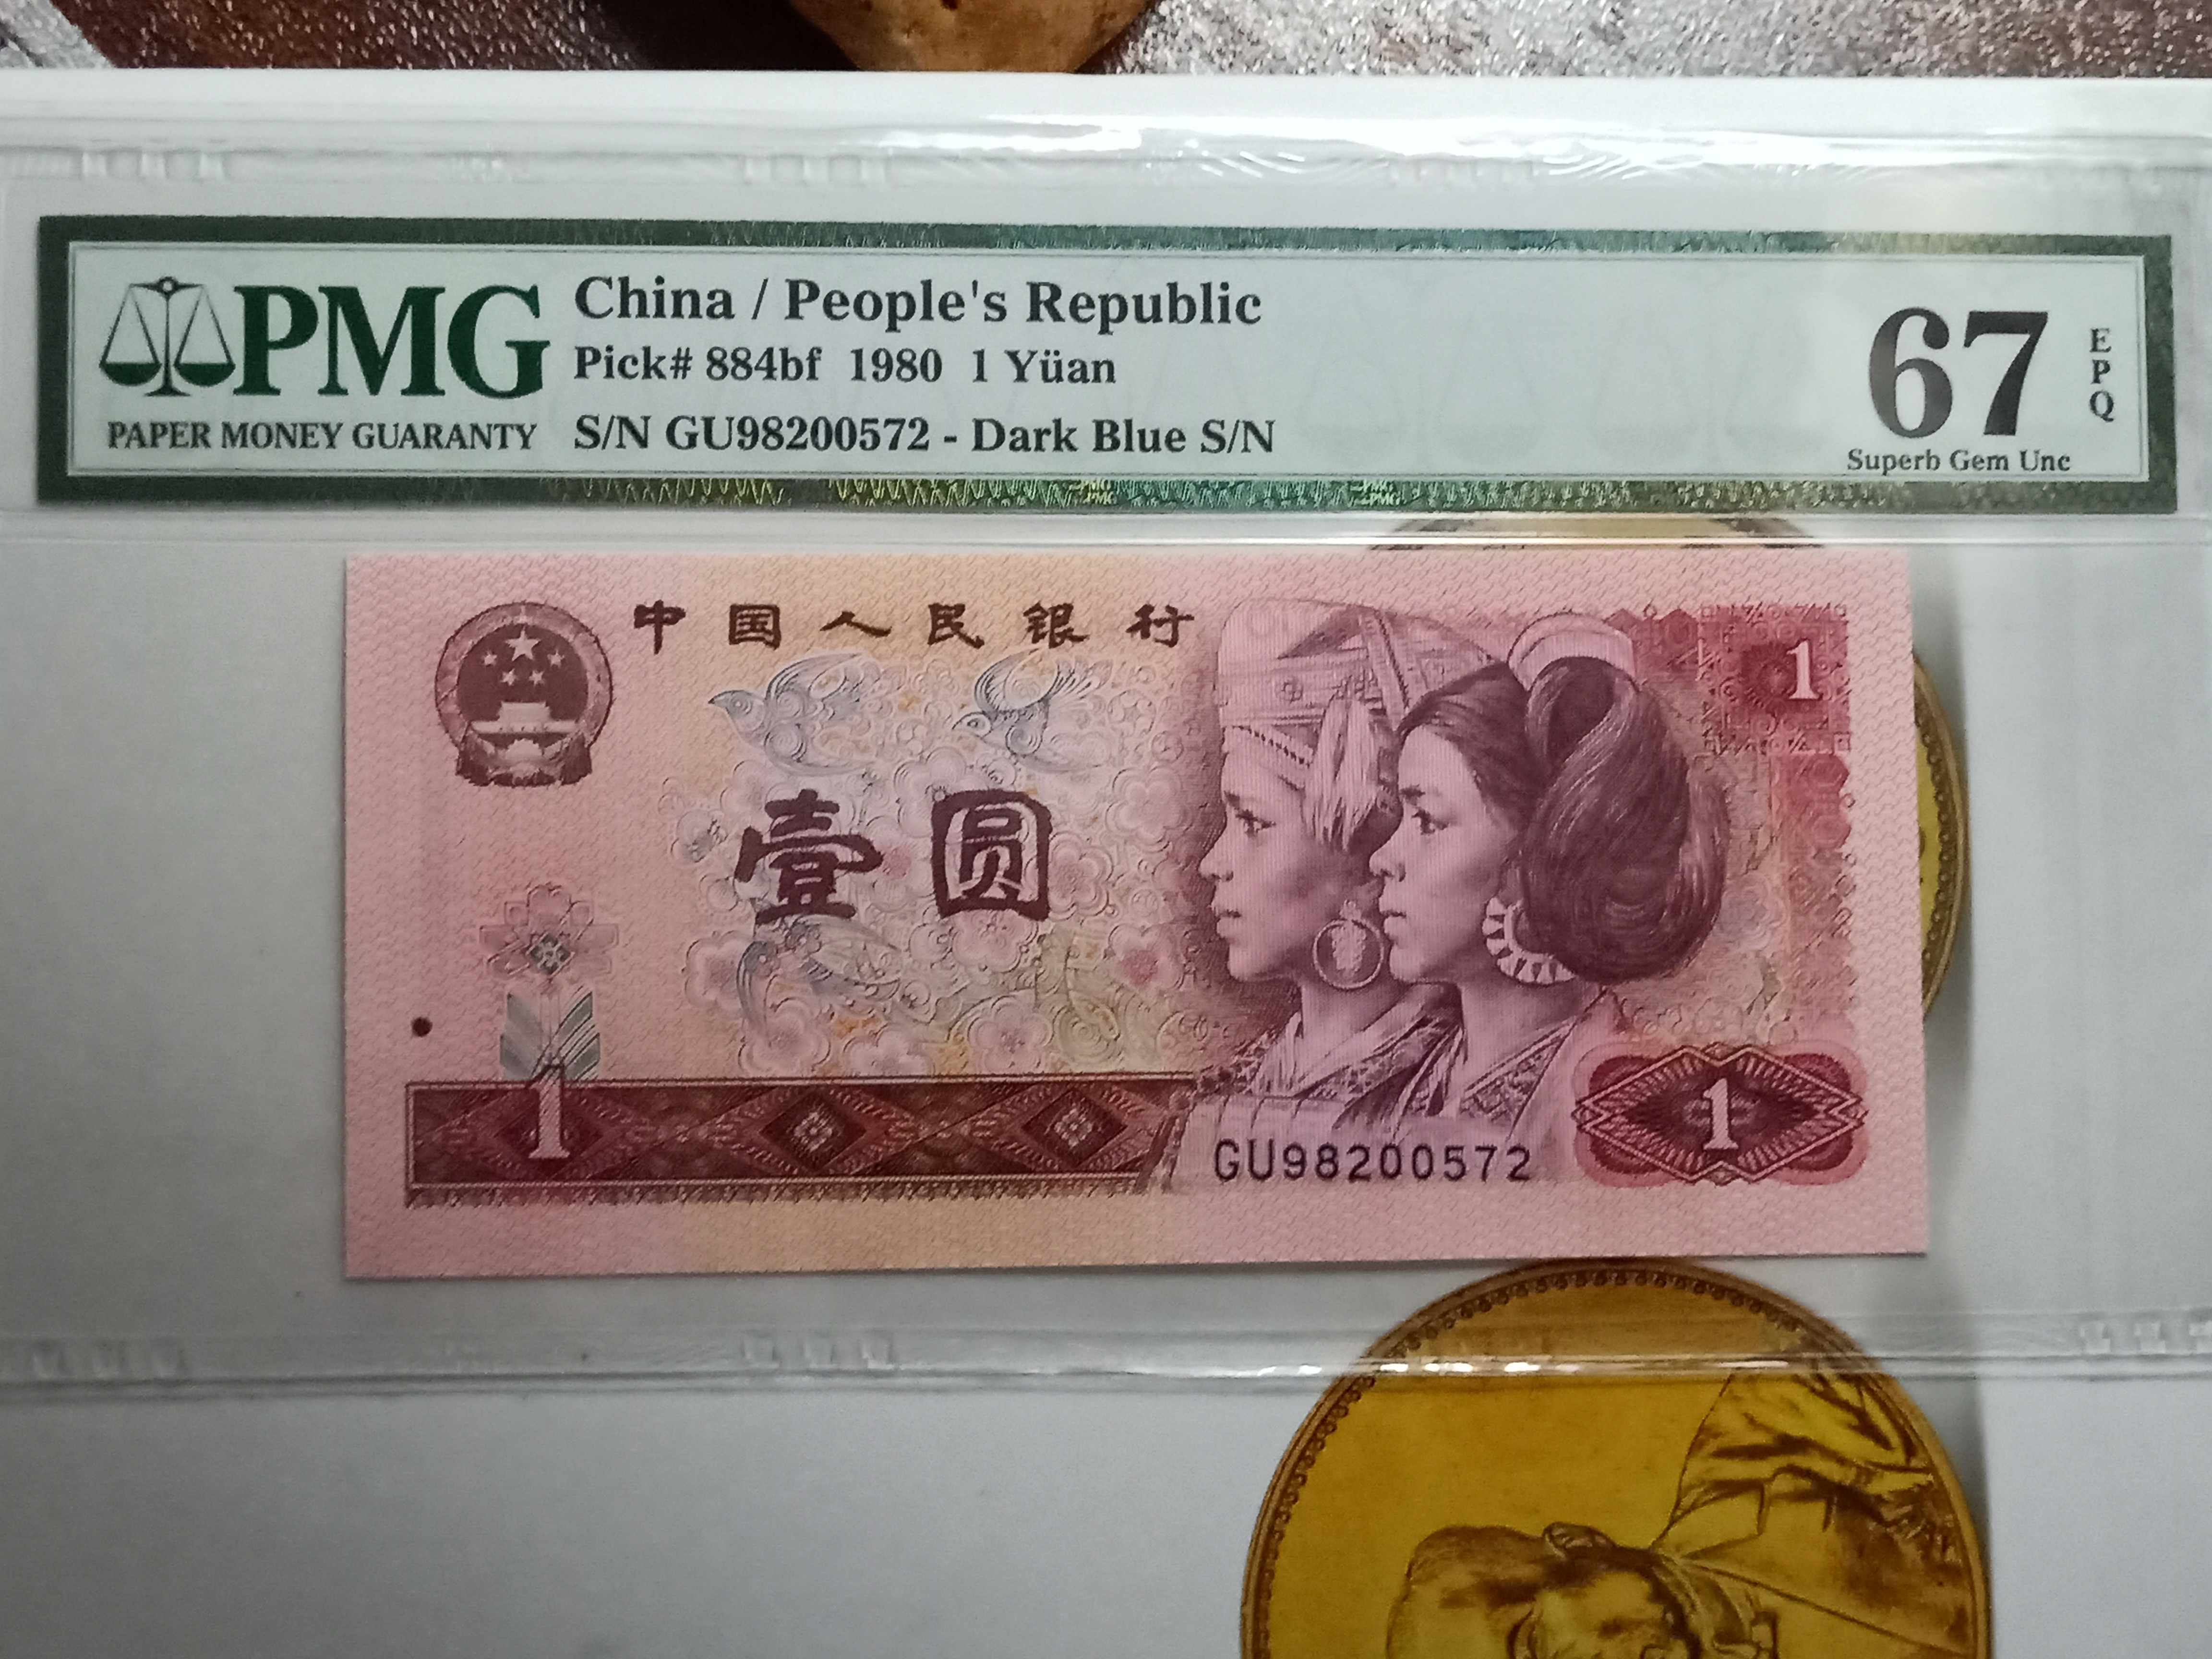 PMG
PAPER MONEY GUARANTY
China / People's Republic
Pick# 884bf 1980 1 Yüan
S/N GU98200572 - Dark Blue S/N
67
EPQ
Superb Gem Unc
中国人民银行
1
壹圆
1
1
GU98200572